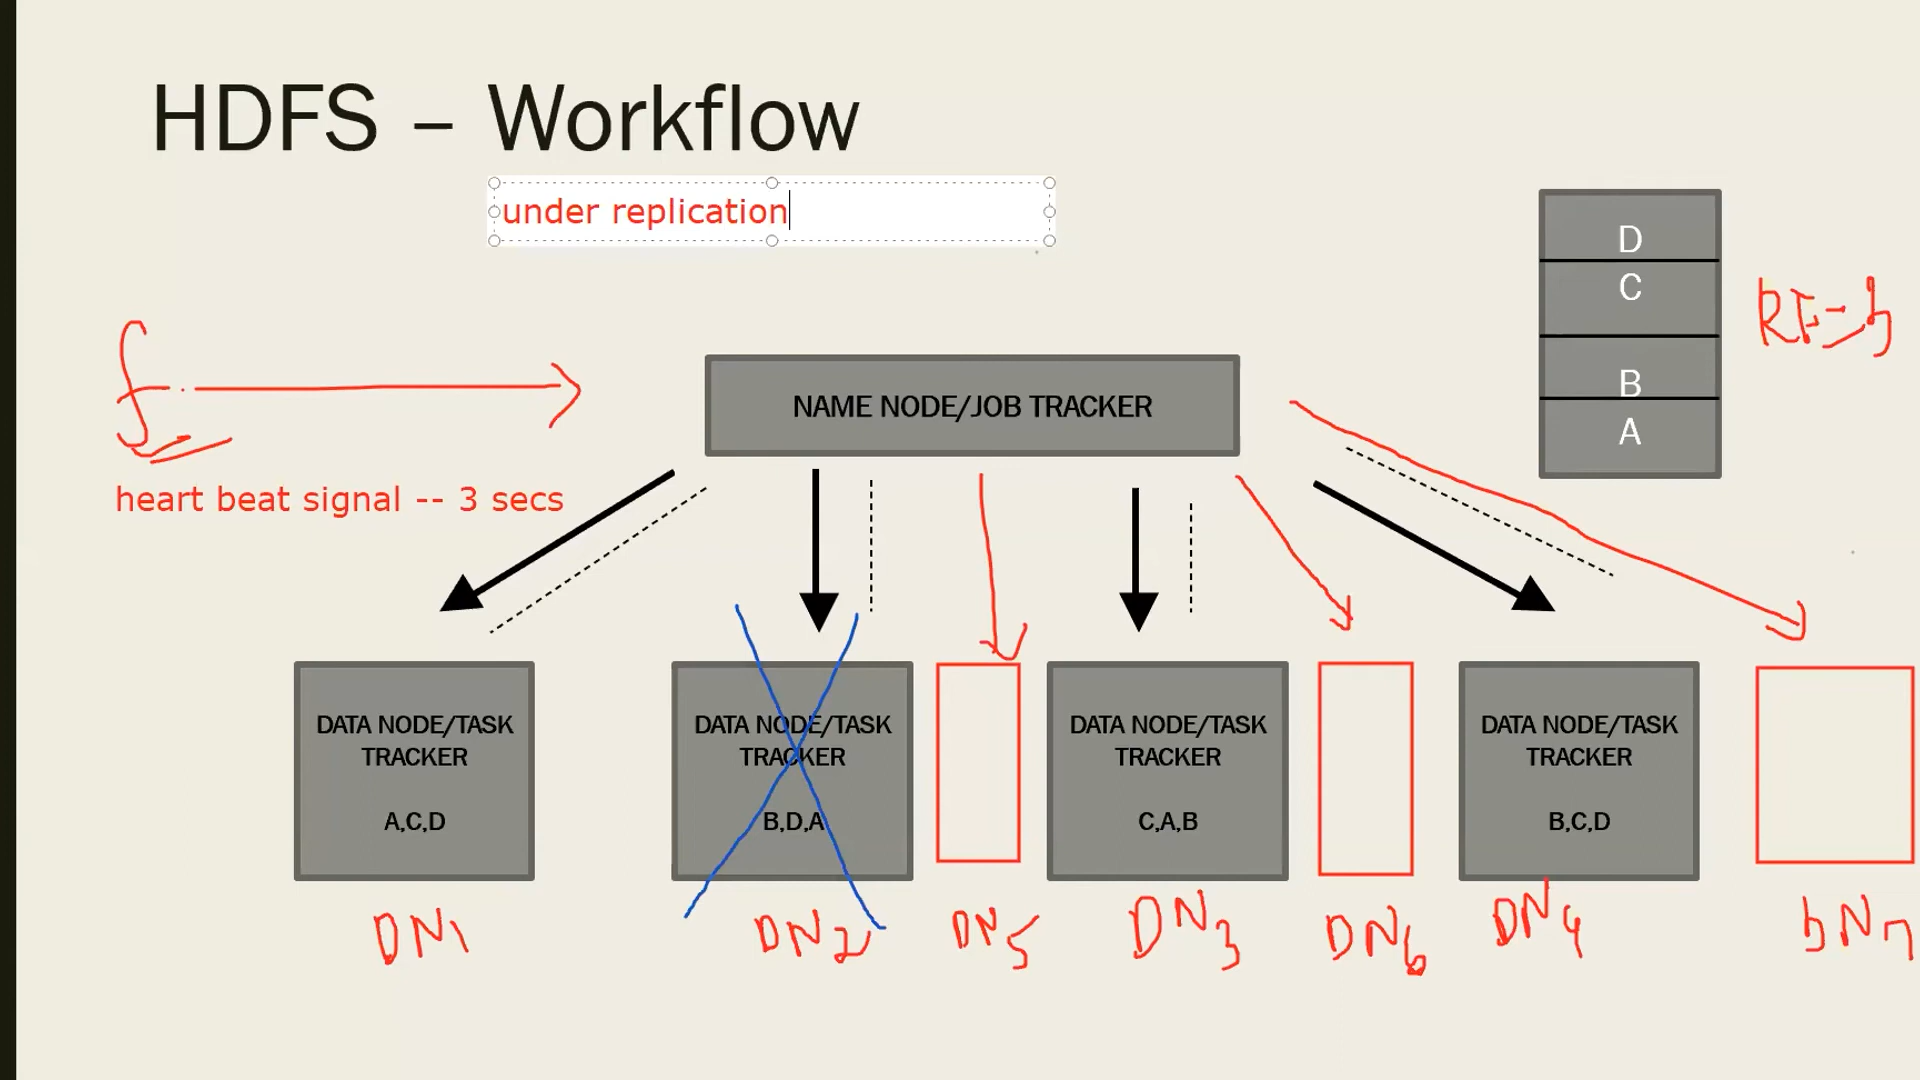 HDFS – Workflow
under replication
D
C
B
A
RF-3
NAME NODE/JOB TRACKER
heart beat signal -- 3 secs
DATA NODE/TASK
TRACKER
A,C,D
DATA NODE/TASK
TRACKER
B,D,A
DATA NODE/TASK
TRACKER
C,A,B
DATA NODE/TASK
TRACKER
B,C,D
DN1
DN2
DN5
DN3
DN6
DN4
DN7